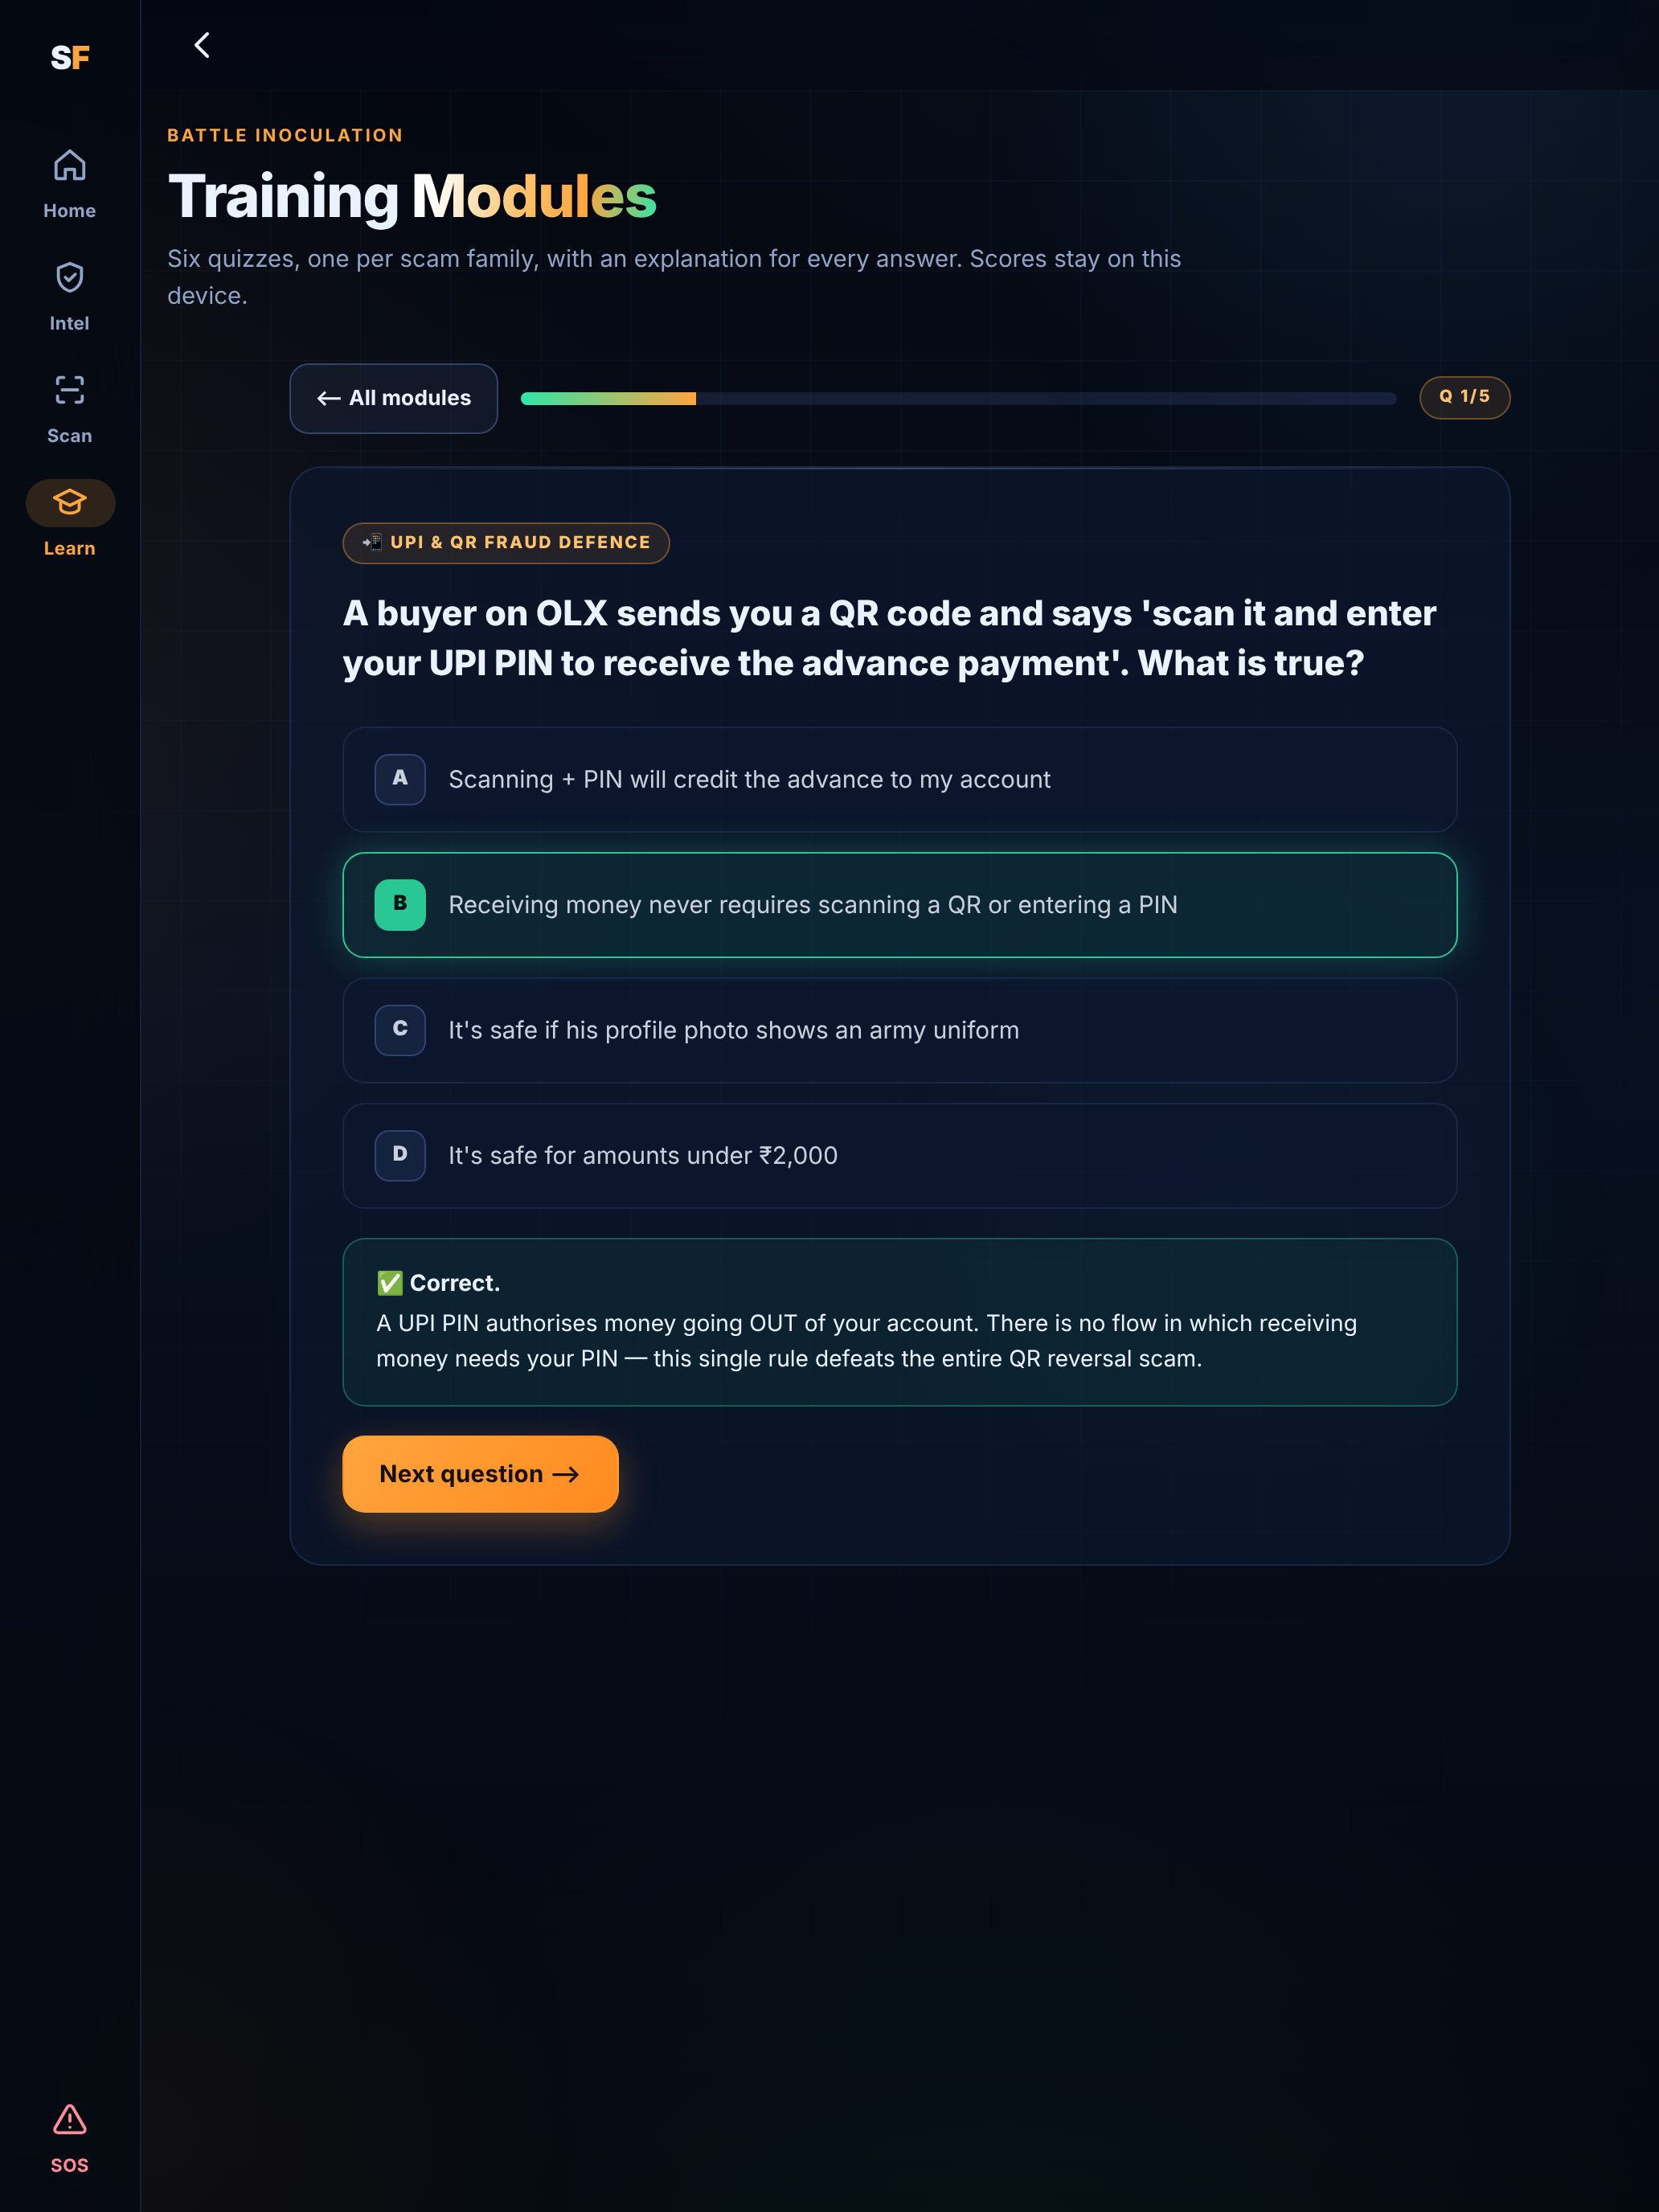 SF
Home
Intel
Scan
Learn
SOS
BATTLE INOCULATION
Training Modules
Six quizzes, one per scam family, with an explanation for every answer. Scores stay on this
device.
← All modules
Q 1/5
📲 UPI & QR FRAUD DEFENCE
A buyer on OLX sends you a QR code and says 'scan it and enter
your UPI PIN to receive the advance payment'. What is true?
A Scanning + PIN will credit the advance to my account
B Receiving money never requires scanning a QR or entering a PIN
C It's safe if his profile photo shows an army uniform
D It's safe for amounts under ₹2,000
✅ Correct.
A UPI PIN authorises money going OUT of your account. There is no flow in which receiving
money needs your PIN — this single rule defeats the entire QR reversal scam.
Next question →